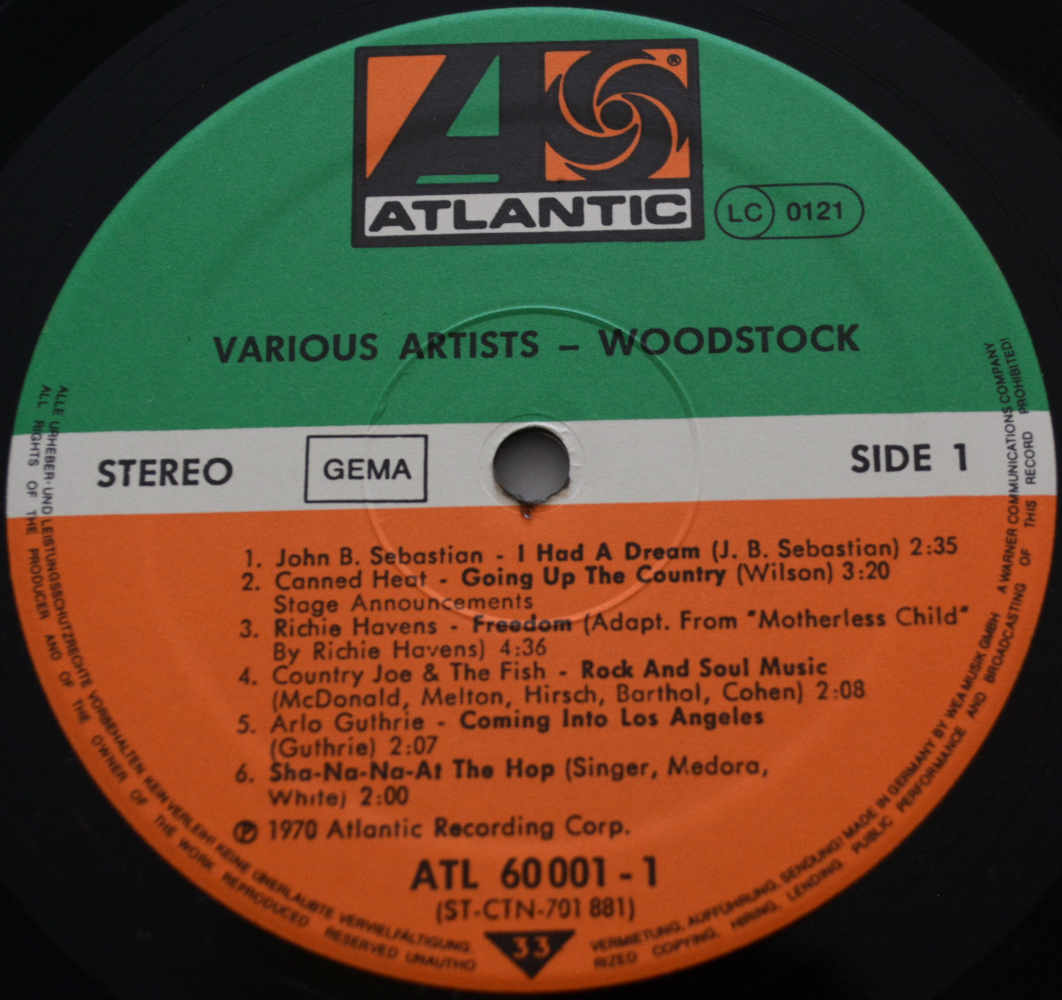 ATLANTIC
®
LC 0121
VARIOUS ARTISTS – WOODSTOCK
STEREO
GEMA
SIDE 1
1. John B. Sebastian - I Had A Dream (J. B. Sebastian) 2:35
2. Canned Heat - Going Up The Country (Wilson) 3:20
Stage Announcements
3. Richie Havens - Freedom (Adapt. From "Motherless Child"
By Richie Havens) 4:36
4. Country Joe & The Fish - Rock And Soul Music
(McDonald, Melton, Hirsch, Barthol, Cohen) 2:08
5. Arlo Guthrie - Coming Into Los Angeles
(Guthrie) 2:07
6. Sha-Na-Na-At The Hop (Singer, Medora,
White) 2:00
℗ 1970 Atlantic Recording Corp.
ATL 60 001 - 1
(ST-CTN-701 881)
33
ALLE URHEBER- UND LEISTUNGSSCHUTZRECHTE VORBEHALTEN. KEIN VERLEIH! KEINE UNERLAUBTE VERVIELFÄLTIGUNG,
VERMIETUNG, AUFFÜHRUNG, SENDUNG! MADE IN GERMANY BY WEA MUSIK GMBH A WARNER COMMUNICATIONS COMPANY
ALL RIGHTS OF THE PRODUCER AND OF THE OWNER OF THE WORK REPRODUCED RESERVED UNAUTHO
RIZED COPYING, HIRING, LENDING, PUBLIC PERFORMANCE AND BROADCASTING OF THIS RECORD PROHIBITED!